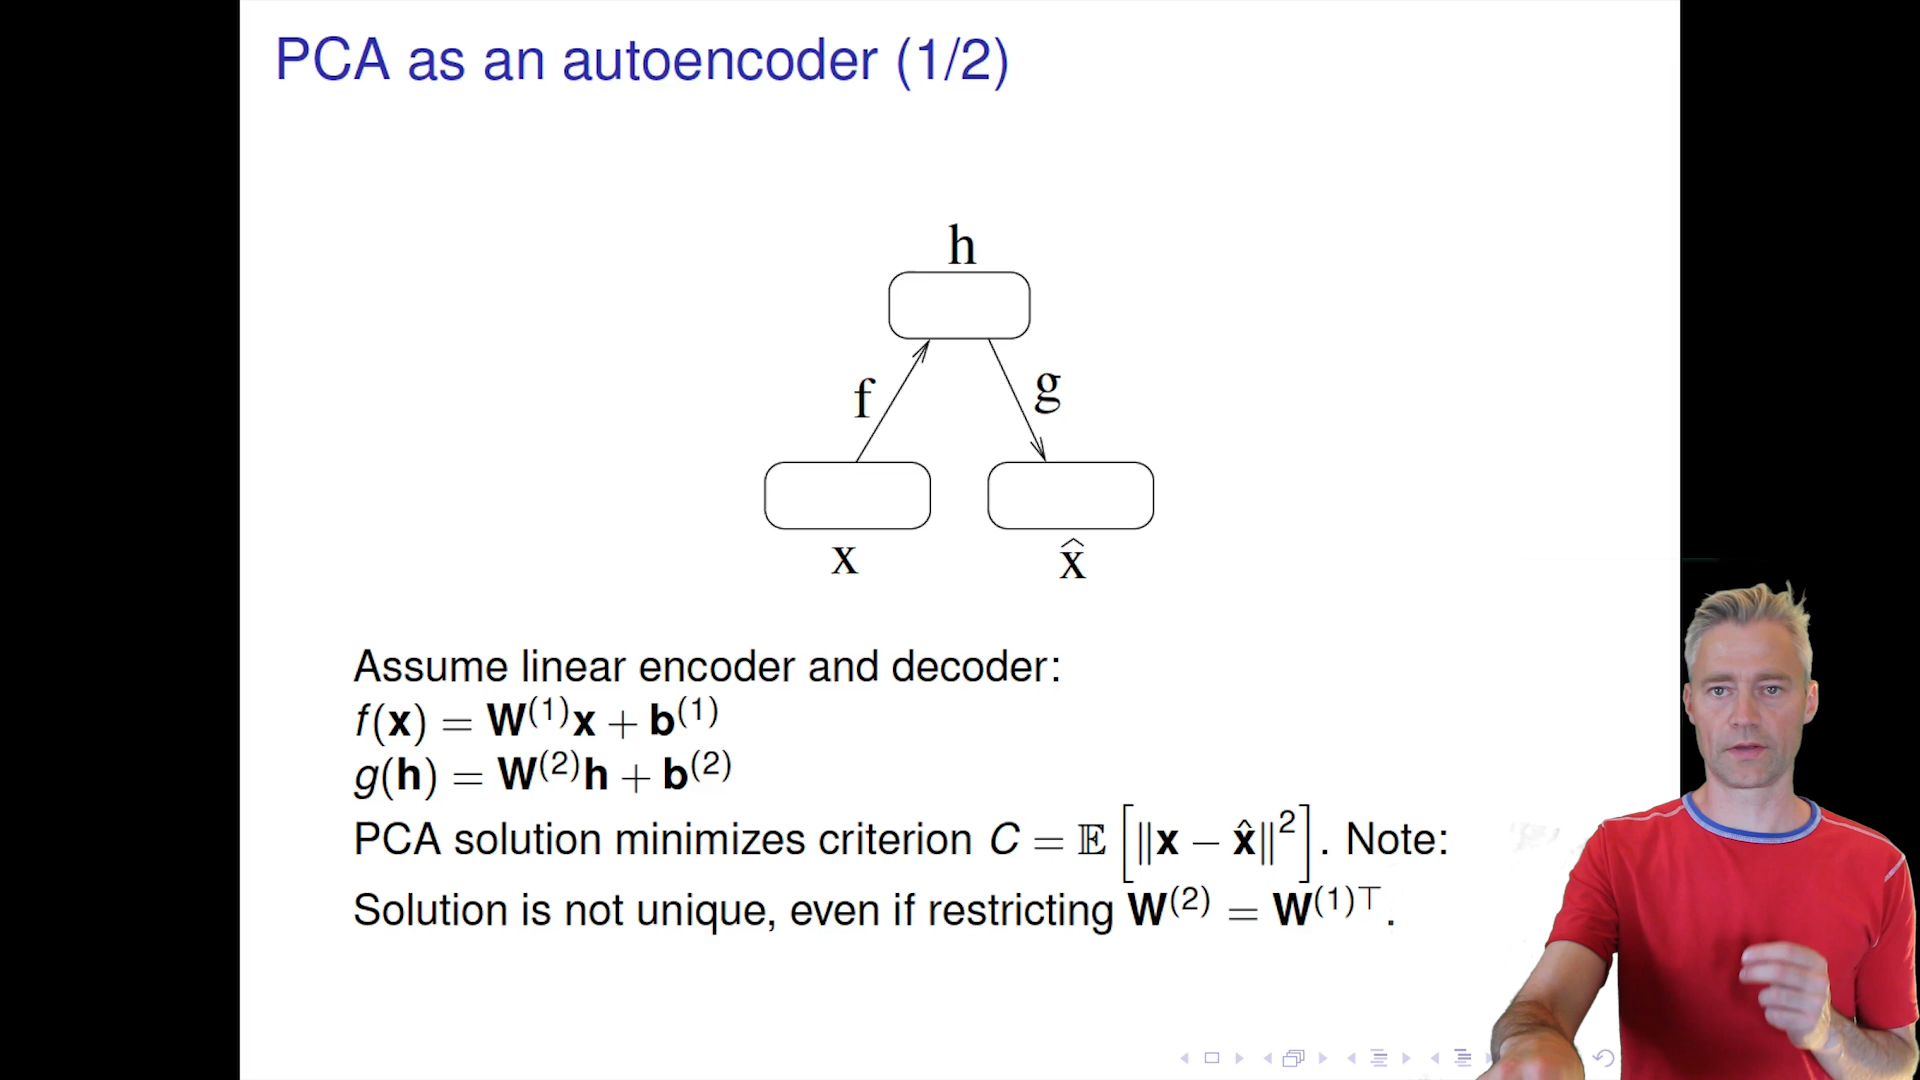 PCA as an autoencoder (1/2)
h
f
g
x
x̂
Assume linear encoder and decoder:
f(x) = W⁽¹⁾x + b⁽¹⁾
g(h) = W⁽²⁾h + b⁽²⁾
PCA solution minimizes criterion C = 𝔼 [‖x − x̂‖²]. Note:
Solution is not unique, even if restricting W⁽²⁾ = W⁽¹⁾⊤.